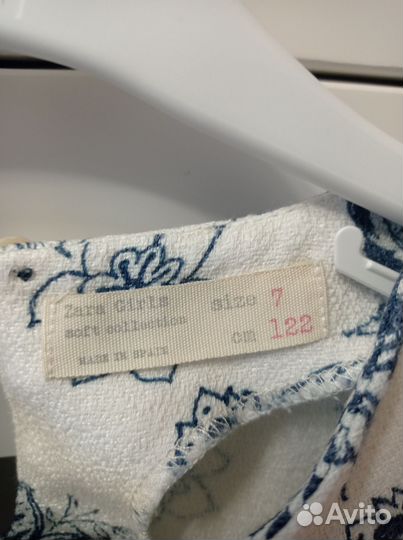 Zara Girls size 7
soft collection cm 122
MADE IN SPAIN
Avito